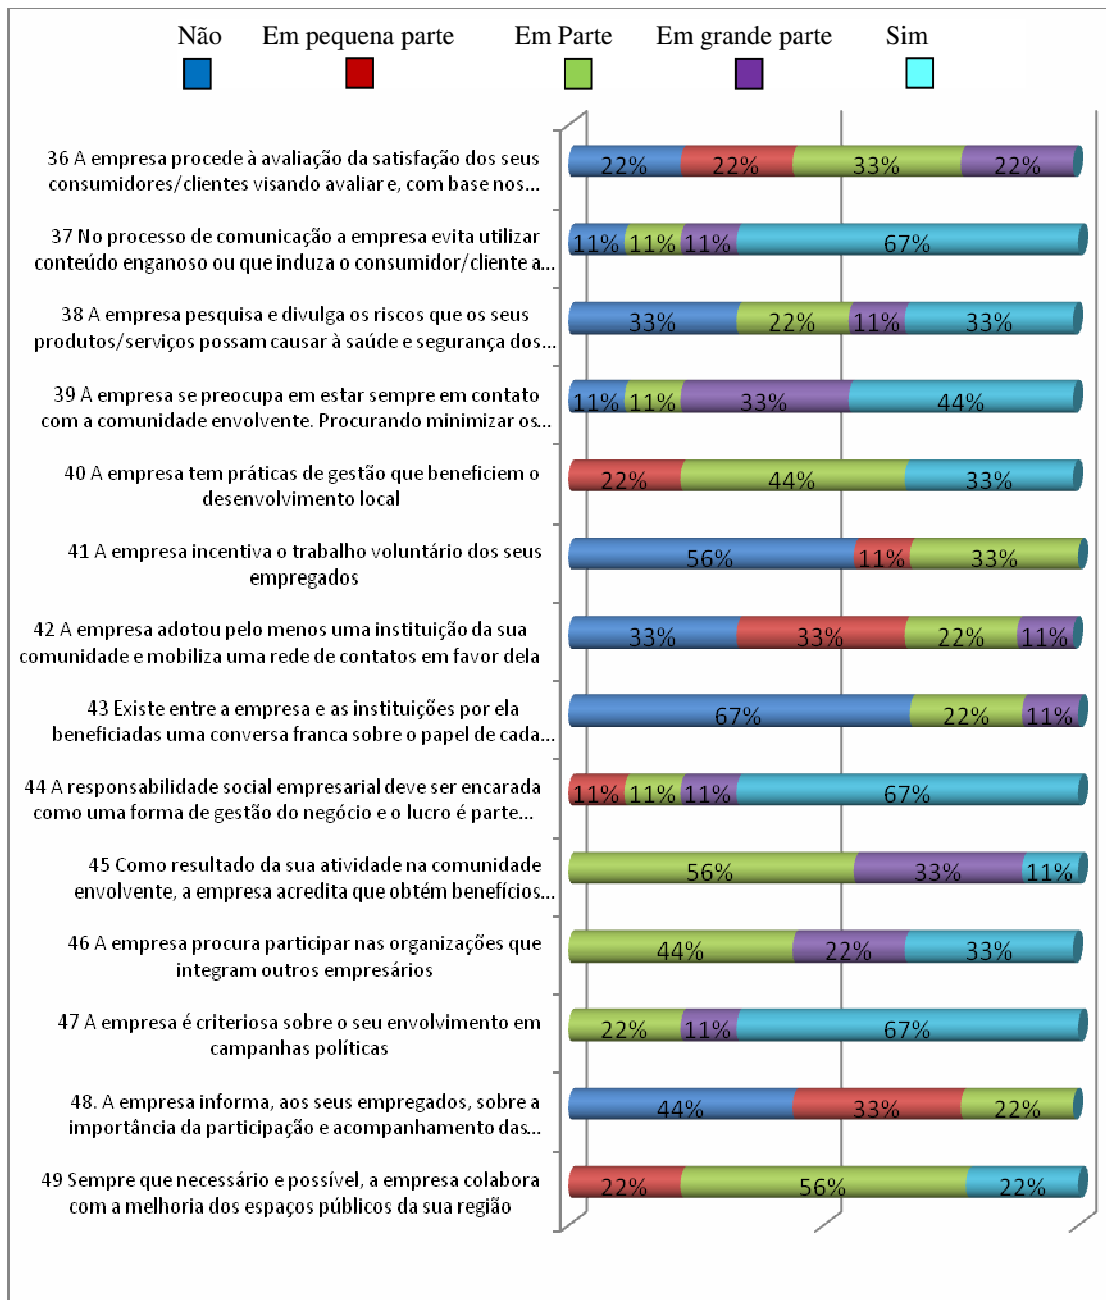 Não Em pequena parte Em Parte Em grande parte Sim
36 A empresa procede à avaliação da satisfação dos seus
consumidores/clientes visando avaliar e, com base nos...
22% 22% 33% 22%
37 No processo de comunicação a empresa evita utilizar
conteúdo enganoso ou que induza o consumidor/cliente a...
11% 11% 11% 67%
38 A empresa pesquisa e divulga os riscos que os seus
produtos/serviços possam causar à saúde e segurança dos...
33% 22% 11% 33%
39 A empresa se preocupa em estar sempre em contato
com a comunidade envolvente. Procurando minimizar os...
11% 11% 33% 44%
40 A empresa tem práticas de gestão que beneficiem o
desenvolvimento local
22% 44% 33%
41 A empresa incentiva o trabalho voluntário dos seus
empregados
56% 11% 33%
42 A empresa adotou pelo menos uma instituição da sua
comunidade e mobiliza uma rede de contatos em favor dela
33% 33% 22% 11%
43 Existe entre a empresa e as instituições por ela
beneficiadas uma conversa franca sobre o papel de cada...
67% 22% 11%
44 A responsabilidade social empresarial deve ser encarada
como uma forma de gestão do negócio e o lucro é parte...
11% 11% 11% 67%
45 Como resultado da sua atividade na comunidade
envolvente, a empresa acredita que obtém benefícios...
56% 33% 11%
46 A empresa procura participar nas organizações que
integram outros empresários
44% 22% 33%
47 A empresa é criteriosa sobre o seu envolvimento em
campanhas políticas
22% 11% 67%
48. A empresa informa, aos seus empregados, sobre a
importância da participação e acompanhamento das...
44% 33% 22%
49 Sempre que necessário e possível, a empresa colabora
com a melhoria dos espaços públicos da sua região
22% 56% 22%